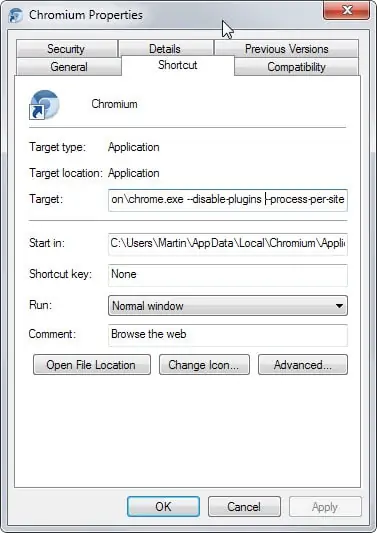 Chromium Properties
Security Details Previous Versions
General Shortcut Compatibility
Chromium
Target type: Application
Target location: Application
Target: on\chrome.exe --disable-plugins --process-per-site
Start in: C:\Users\Martin\AppData\Local\Chromium\Appli
Shortcut key: None
Run: Normal window
Comment: Browse the web
Open File Location Change Icon... Advanced...
OK Cancel Apply